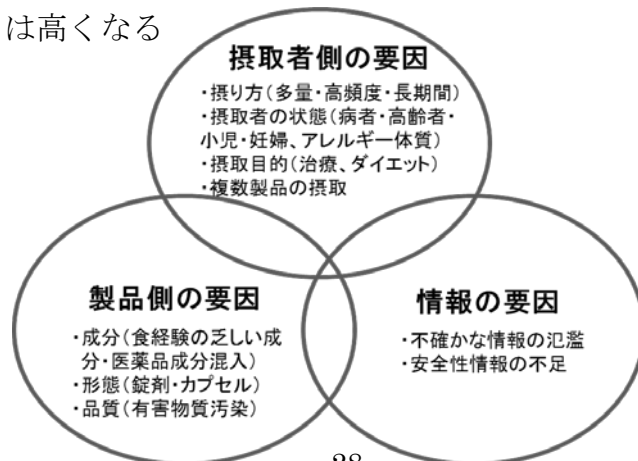 は高くなる
摂取者側の要因
・摂り方(多量・高頻度・長期間)
・摂取者の状態(病者・高齢者・
小児・妊婦、アレルギー体質)
・摂取目的(治療、ダイエット)
・複数製品の摂取
製品側の要因
・成分(食経験の乏しい成
分・医薬品成分混入)
・形態(錠剤・カプセル)
・品質(有害物質汚染)
情報の要因
・不確かな情報の氾濫
・安全性情報の不足